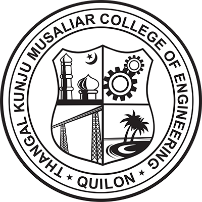 THANGAL KUNJU MUSALIAR COLLEGE OF ENGINEERING
QUILON